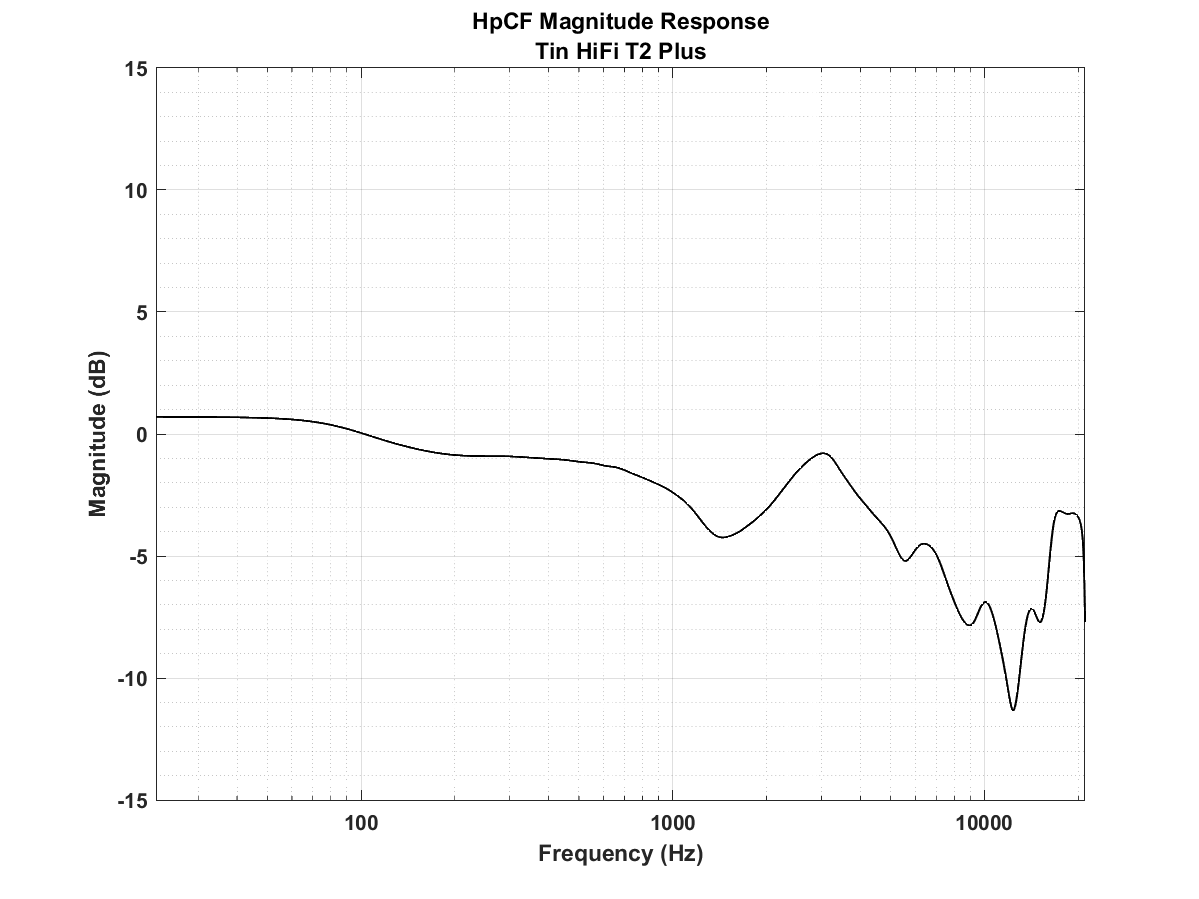 HpCF Magnitude Response
Tin HiFi T2 Plus
15
10
5
0
-5
-10
-15
Magnitude (dB)
100
1000
10000
Frequency (Hz)